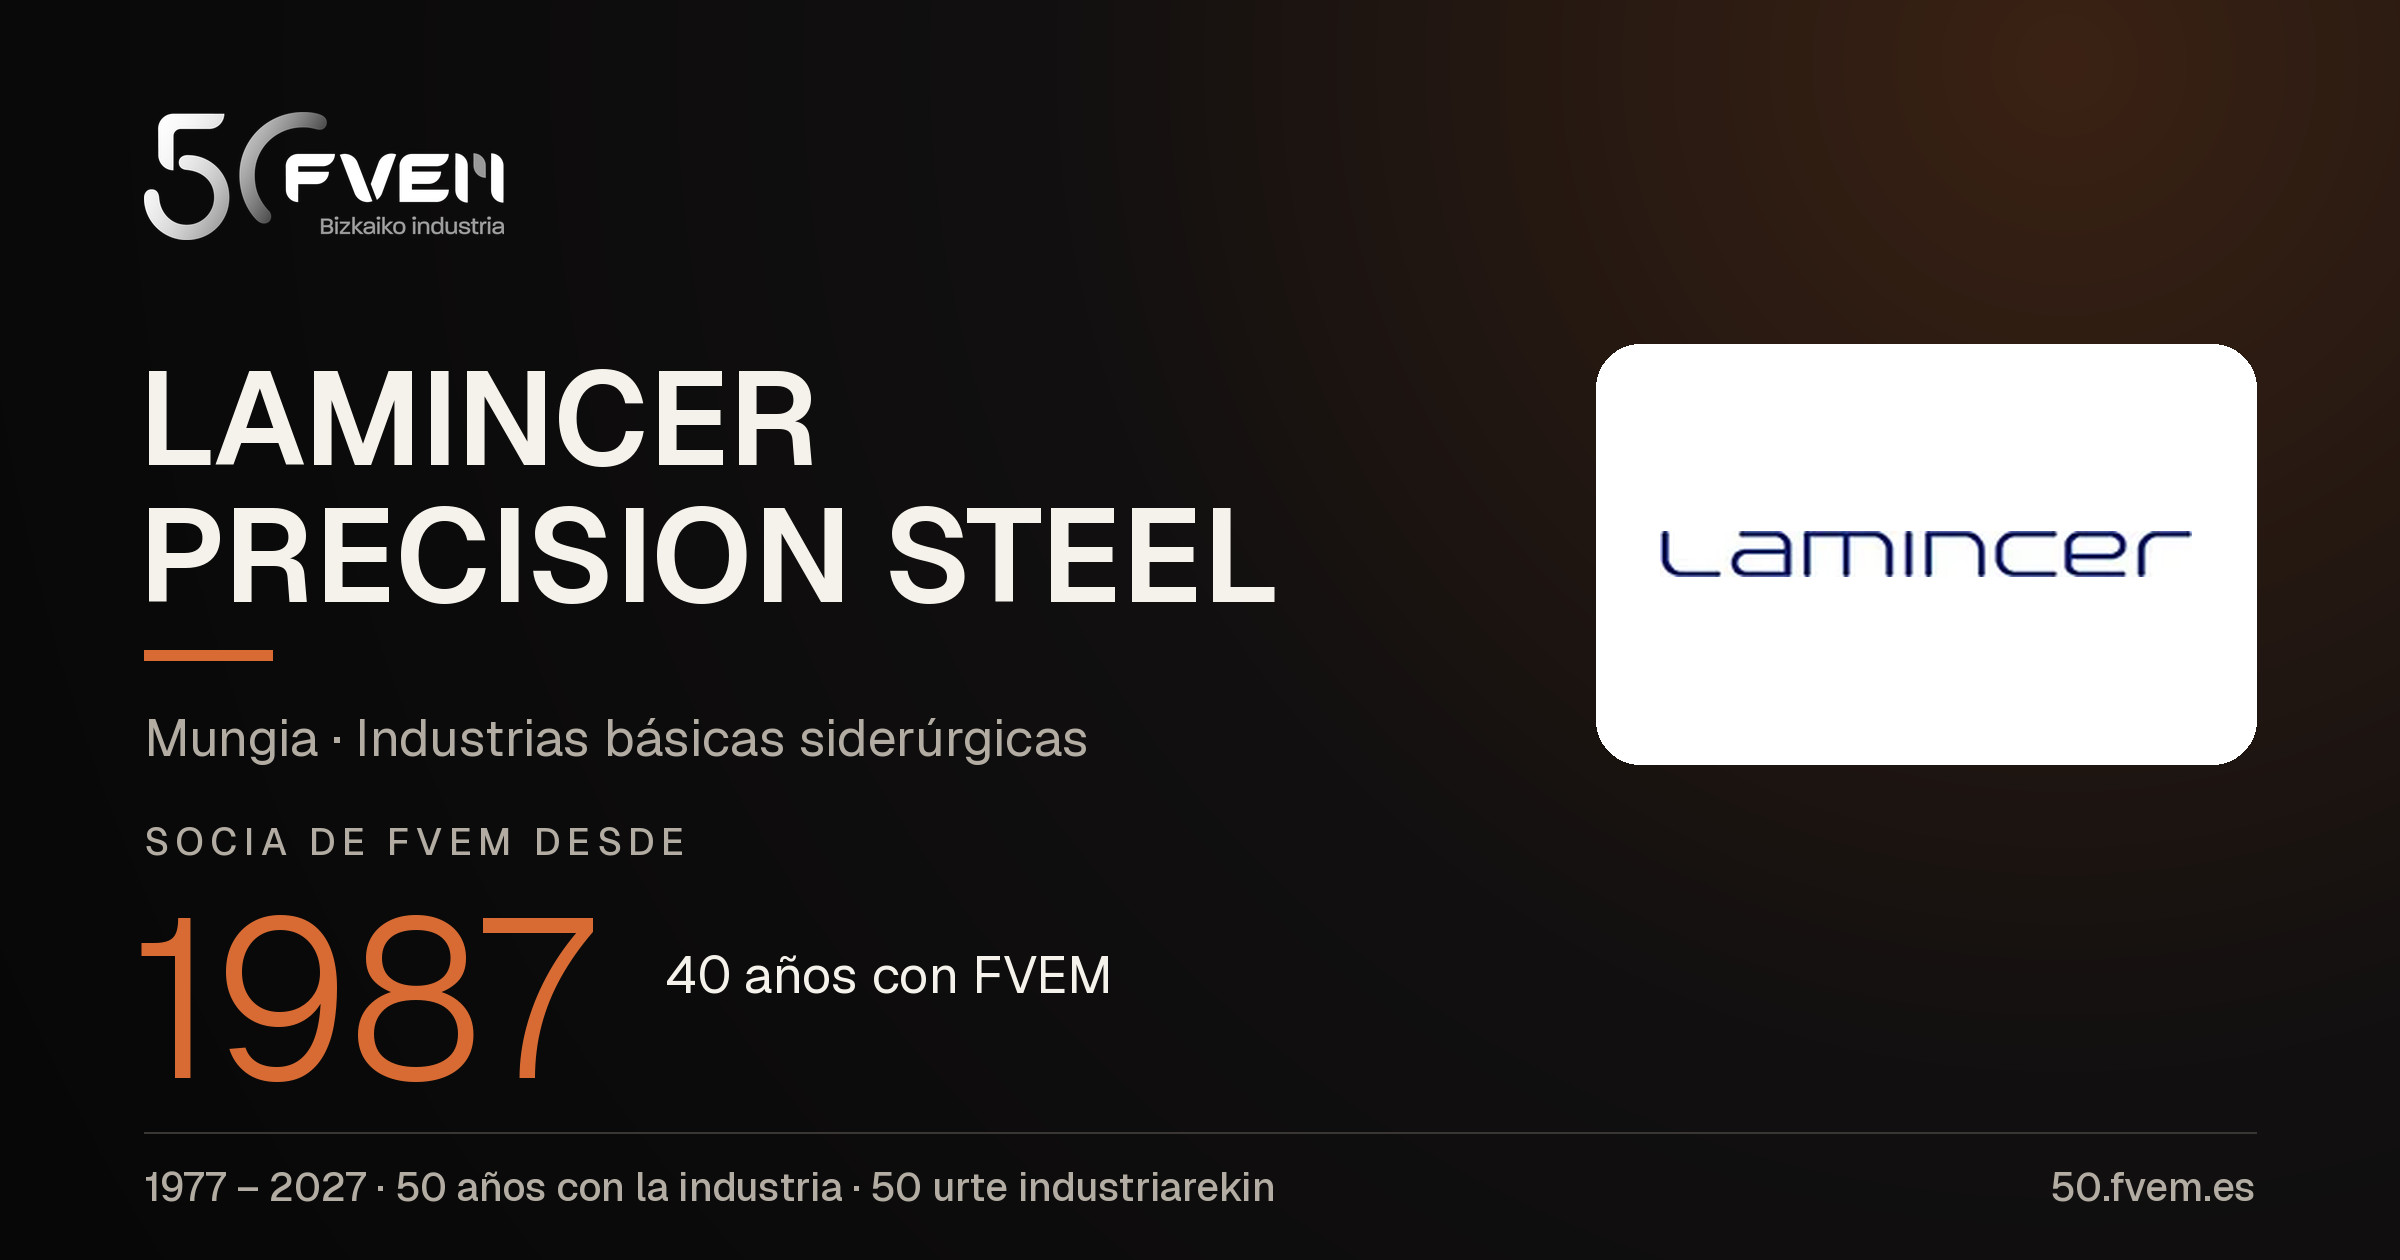 50 FVEM
Bizkaiko industria
LAMINCER
PRECISION STEEL
lamincer
Mungia · Industrias básicas siderúrgicas
SOCIA DE FVEM DESDE
1987
40 años con FVEM
1977 – 2027 · 50 años con la industria · 50 urte industriarekin
50.fvem.es